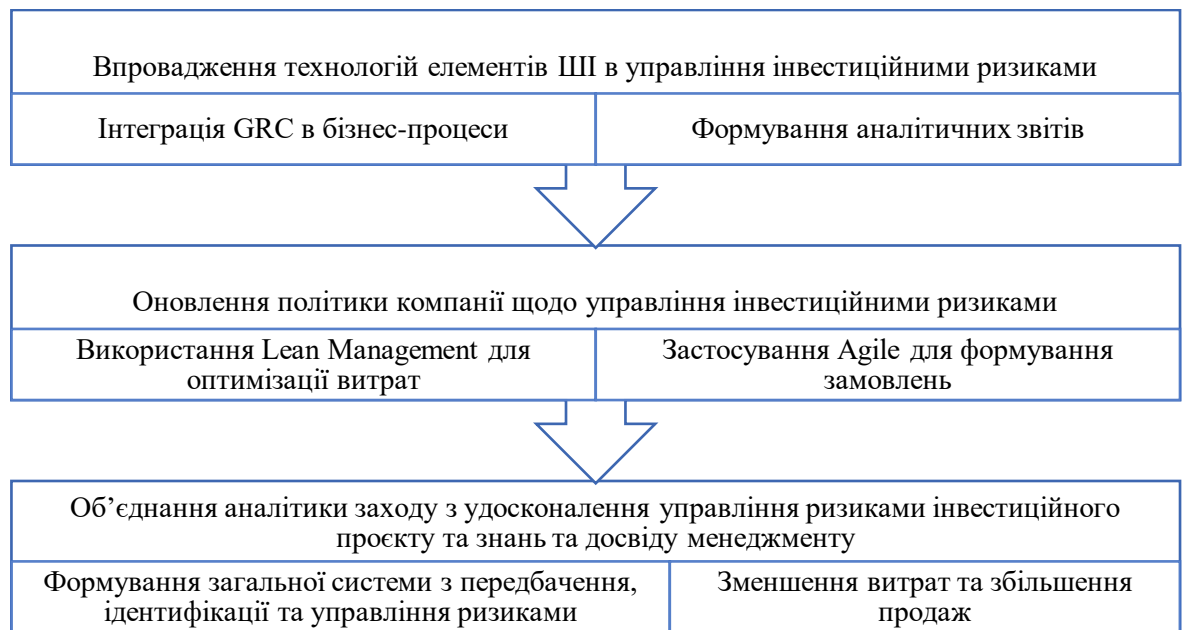 Впровадження технологій елементів ШІ в управління інвестиційними ризиками
Інтеграція GRC в бізнес-процеси
Формування аналітичних звітів
Оновлення політики компанії щодо управління інвестиційними ризиками
Використання Lean Management для
оптимізації витрат
Застосування Agile для формування
замовлень
Об’єднання аналітики заходу з удосконалення управління ризиками інвестиційного
проєкту та знань та досвіду менеджменту
Формування загальної системи з передбачення,
ідентифікації та управління ризиками
Зменшення витрат та збільшення
продаж